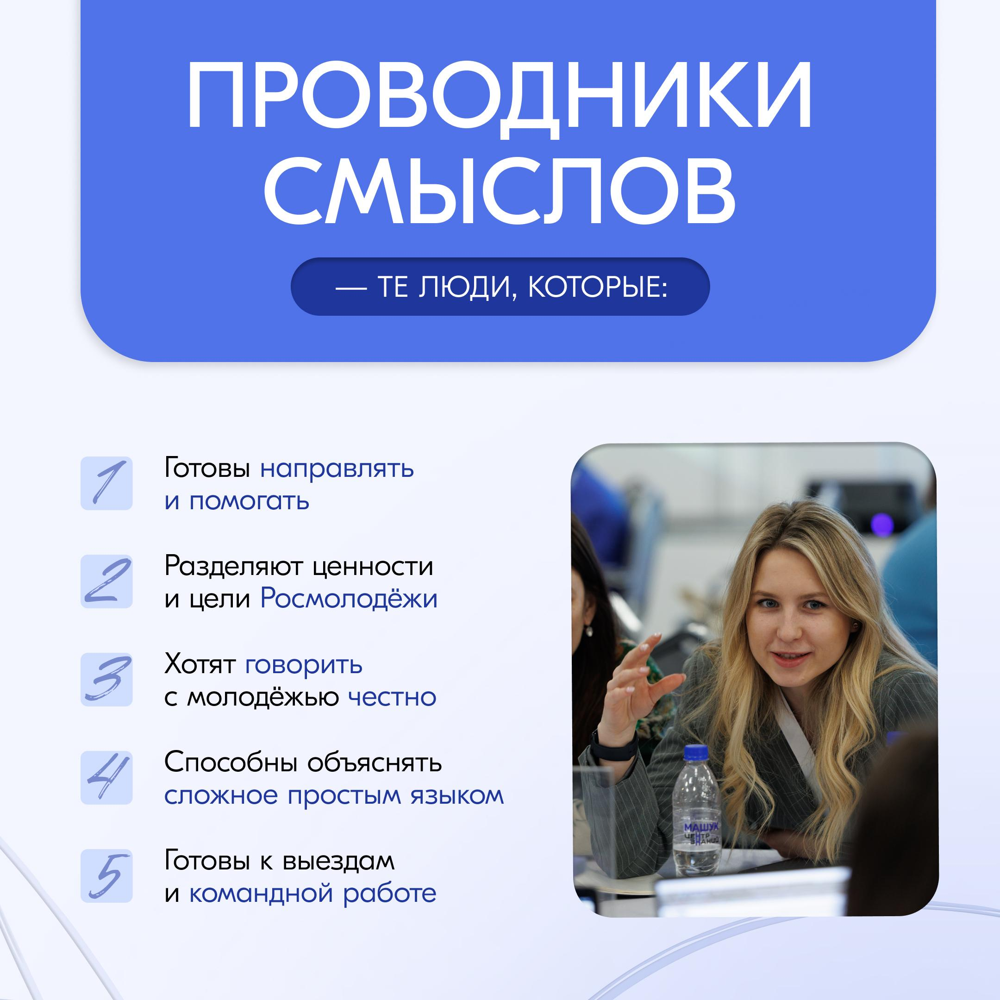 ПРОВОДНИКИ
СМЫСЛОВ
— ТЕ ЛЮДИ, КОТОРЫЕ:
1
Готовы направлять
и помогать
2
Разделяют ценности
и цели Росмолодёжи
3
Хотят говорить
с молодёжью честно
4
Способны объяснять
сложное простым языком
5
Готовы к выездам
и командной работе
МАШУК
ЦЕНТР
ЗНАНИЙ